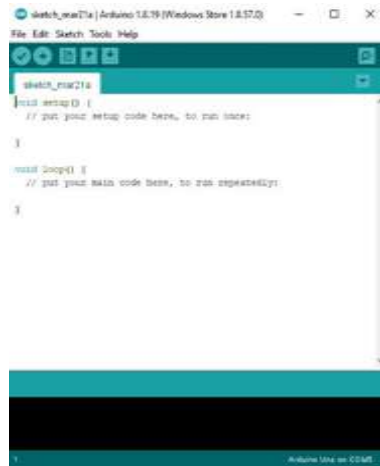 sketch_mar21a | Arduino 1.8.19 (Windows Store 1.8.57.0)
File Edit Sketch Tools Help
sketch_mar21a
void setup() {
// put your setup code here, to run once:
}
void loop() {
// put your main code here, to run repeatedly:
}
1
Arduino Uno on COM5